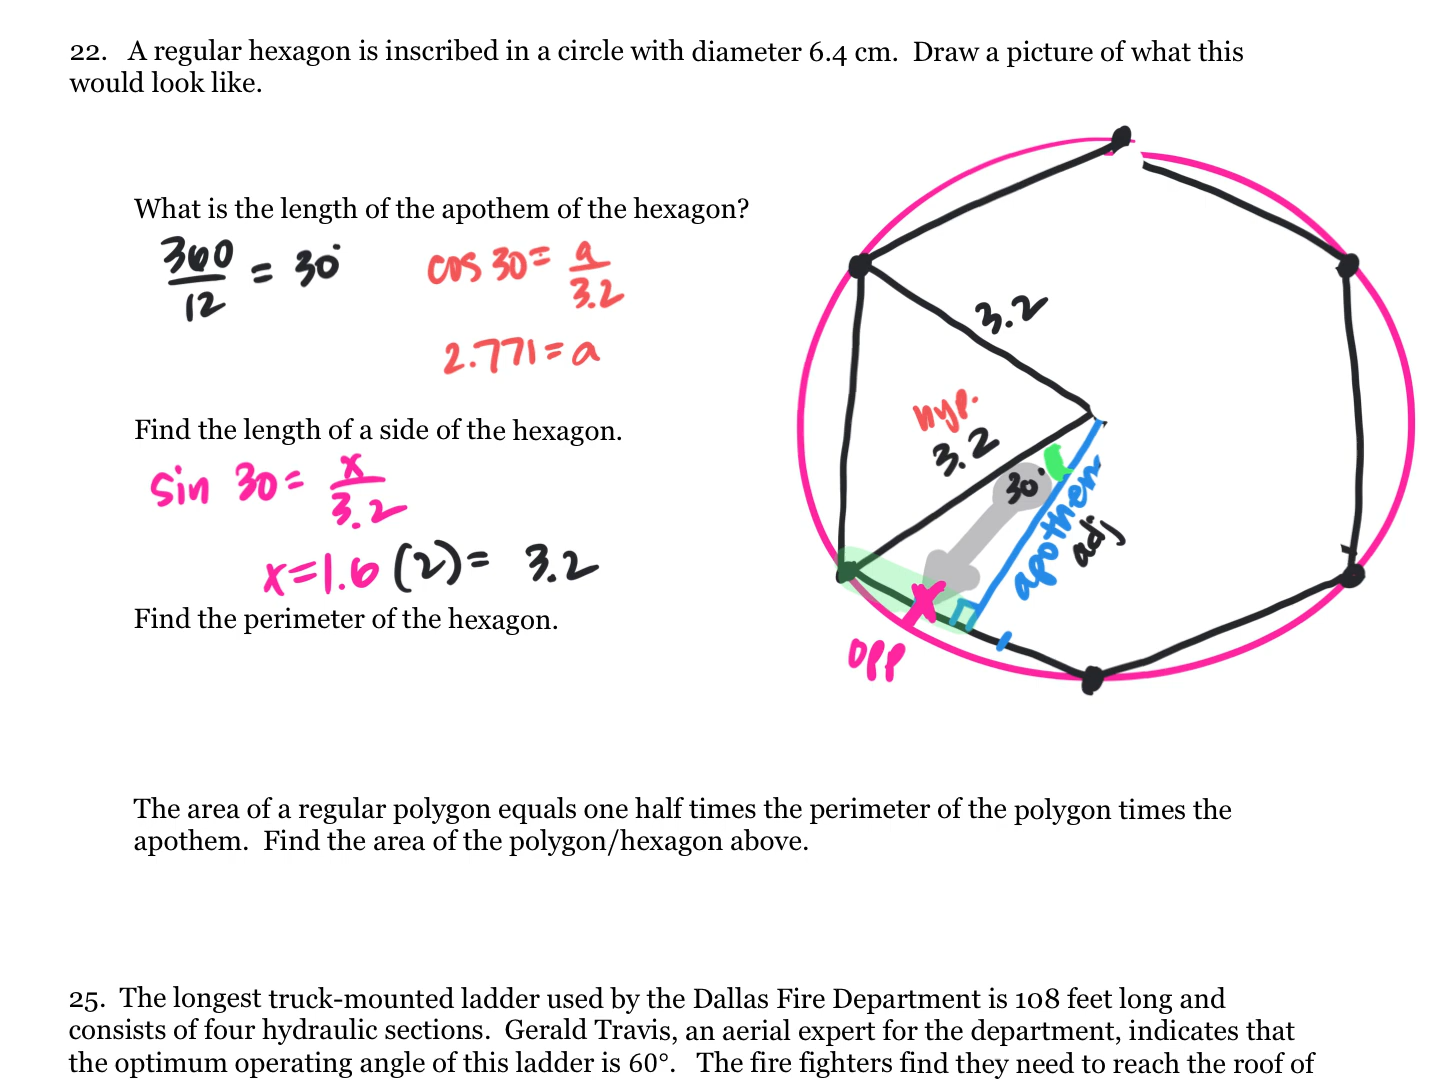 22. A regular hexagon is inscribed in a circle with diameter 6.4 cm. Draw a picture of what this
would look like.
What is the length of the apothem of the hexagon?
360/12 = 30°
cos 30 = a/3.2
2.771 = a
Find the length of a side of the hexagon.
sin 30 = x/3.2
x = 1.6 (2) = 3.2
Find the perimeter of the hexagon.
3.2
hyp.
3.2
30°
apothem
adj
x
opp
The area of a regular polygon equals one half times the perimeter of the polygon times the
apothem. Find the area of the polygon/hexagon above.
25. The longest truck-mounted ladder used by the Dallas Fire Department is 108 feet long and
consists of four hydraulic sections. Gerald Travis, an aerial expert for the department, indicates that
the optimum operating angle of this ladder is 60°. The fire fighters find they need to reach the roof of